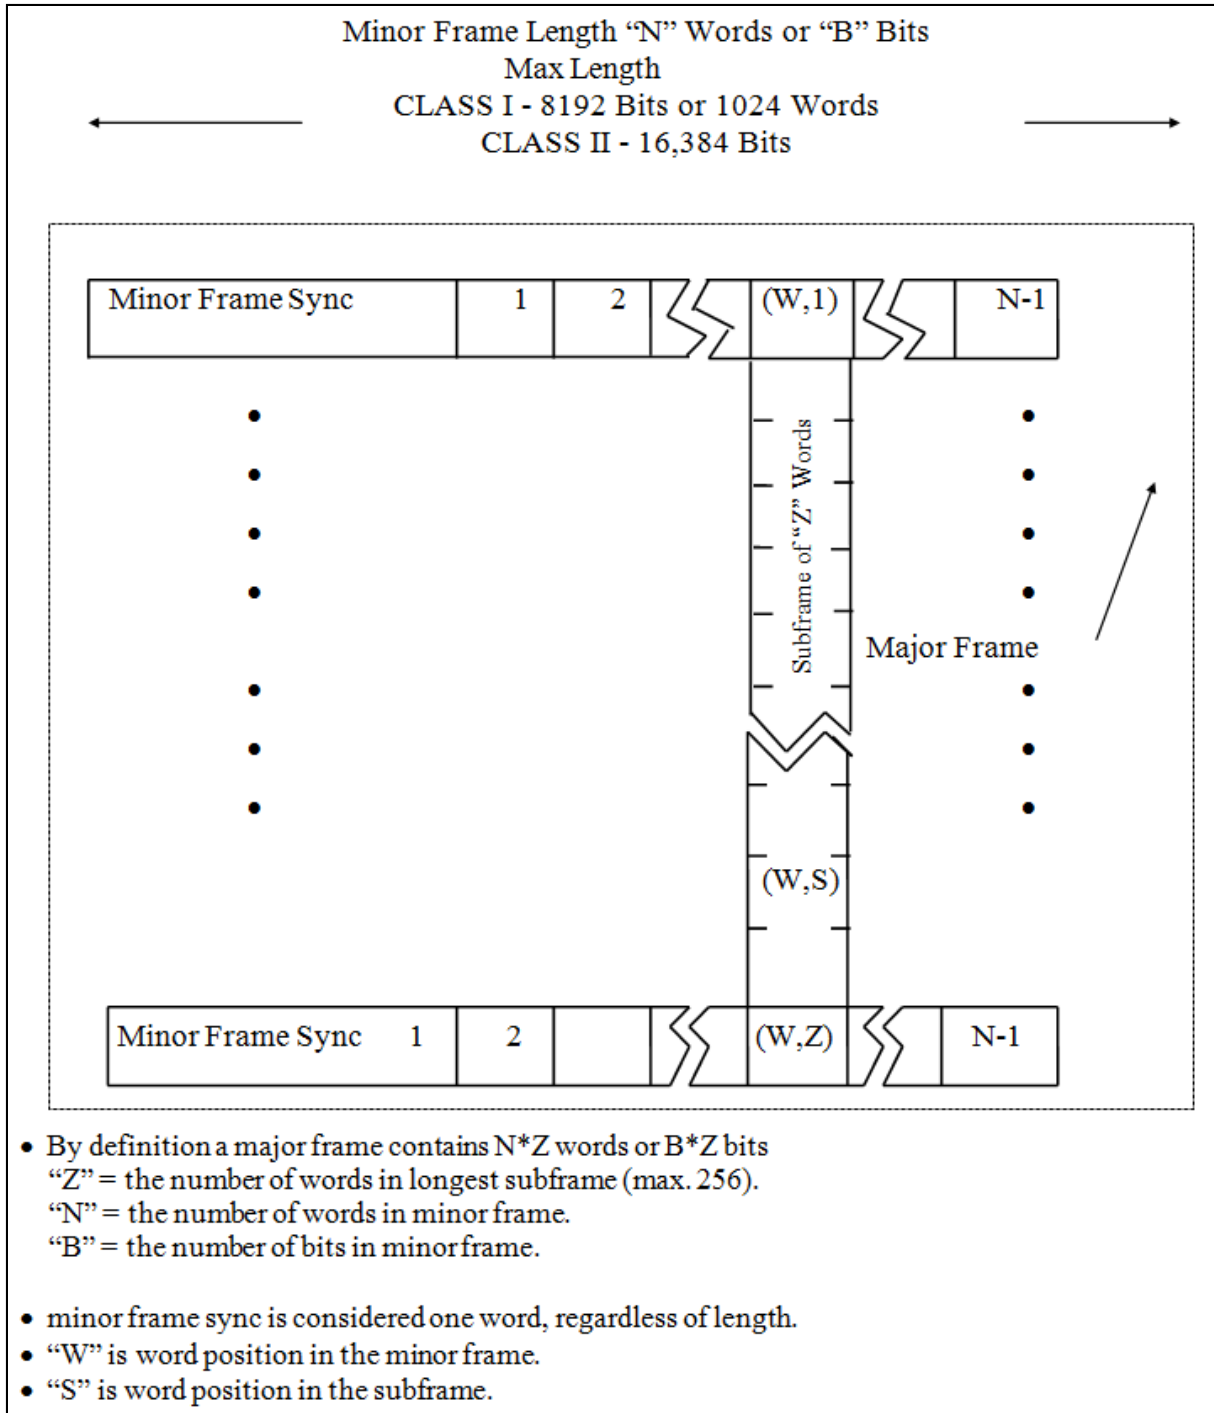 Minor Frame Length “N” Words or “B” Bits
Max Length
CLASS I - 8192 Bits or 1024 Words
CLASS II - 16,384 Bits
Minor Frame Sync 1 2 (W,1) N-1
Subframe of “Z” Words
Major Frame
(W,S)
Minor Frame Sync 1 2 (W,Z) N-1
• By definition a major frame contains N*Z words or B*Z bits
“Z” = the number of words in longest subframe (max. 256).
“N” = the number of words in minor frame.
“B” = the number of bits in minor frame.
• minor frame sync is considered one word, regardless of length.
• “W” is word position in the minor frame.
• “S” is word position in the subframe.